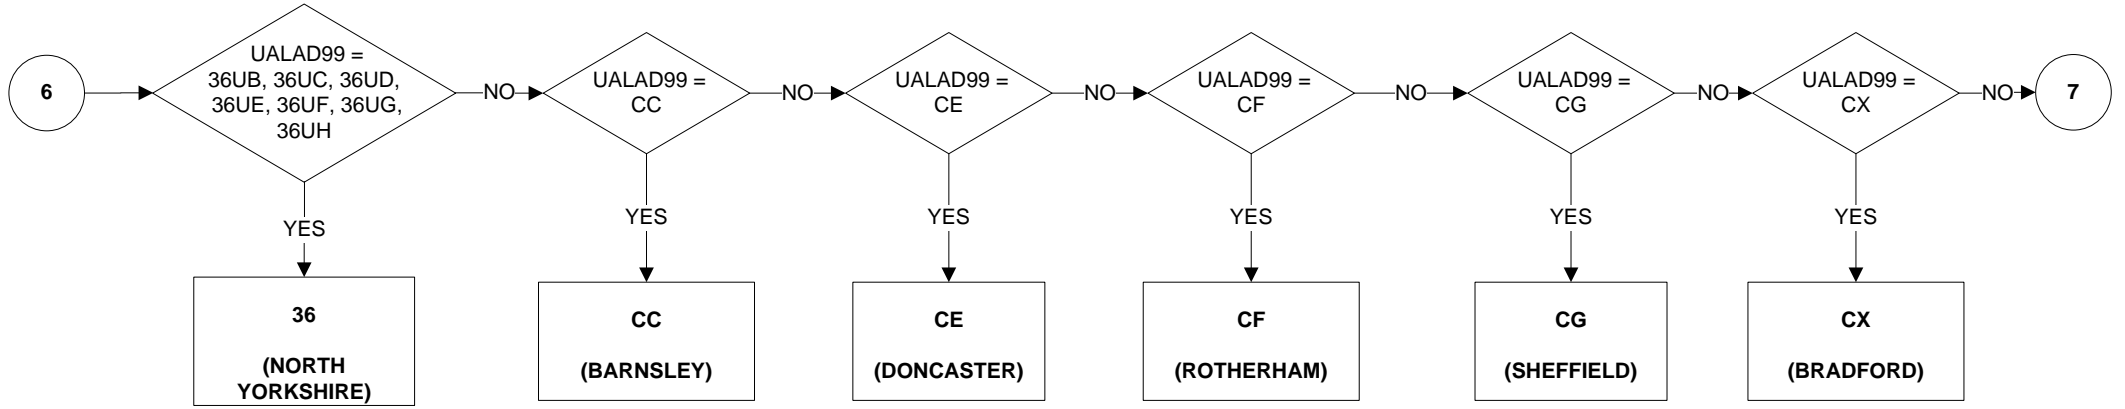 6
UALAD99 =
36UB, 36UC, 36UD,
36UE, 36UF, 36UG,
36UH
NO
UALAD99 =
CC
NO
UALAD99 =
CE
NO
UALAD99 =
CF
NO
UALAD99 =
CG
NO
UALAD99 =
CX
NO
7
YES
YES
YES
YES
YES
YES
36
(NORTH
YORKSHIRE)
CC
(BARNSLEY)
CE
(DONCASTER)
CF
(ROTHERHAM)
CG
(SHEFFIELD)
CX
(BRADFORD)